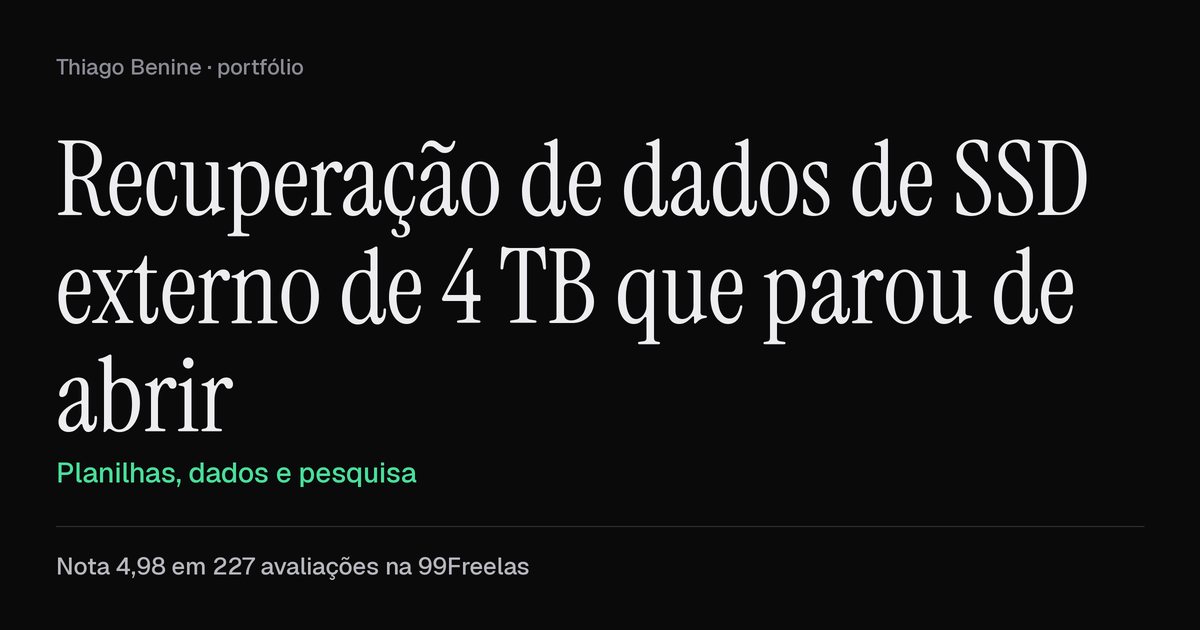 Thiago Benine · portfólio
Recuperação de dados de SSD
externo de 4 TB que parou de
abrir
Planilhas, dados e pesquisa
Nota 4,98 em 227 avaliações na 99Freelas